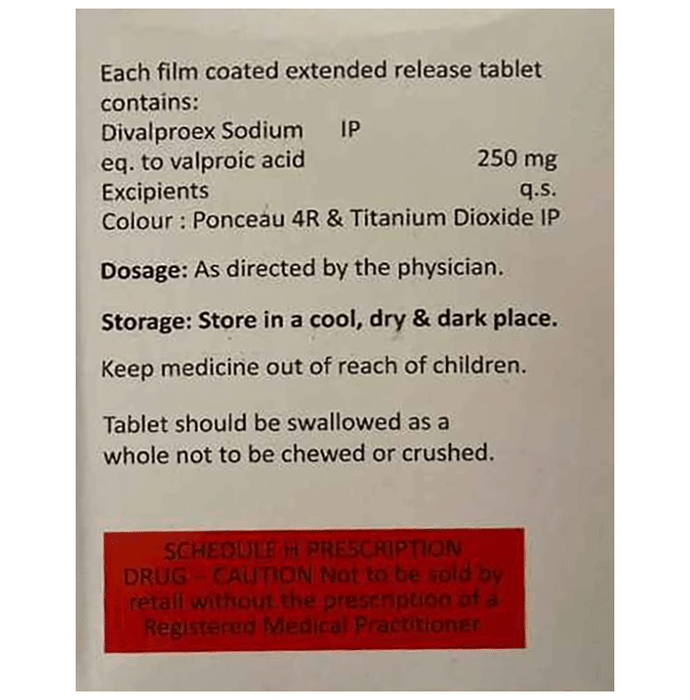 Each film coated extended release tablet
contains:
Divalproex Sodium IP
eq. to valproic acid 250 mg
Excipients q.s.
Colour : Ponceau 4R & Titanium Dioxide IP
Dosage: As directed by the physician.
Storage: Store in a cool, dry & dark place.
Keep medicine out of reach of children.
Tablet should be swallowed as a
whole not to be chewed or crushed.
SCHEDULE H PRESCRIPTION
DRUG - CAUTION Not to be sold by
retail without the prescription of a
Registered Medical Practitioner